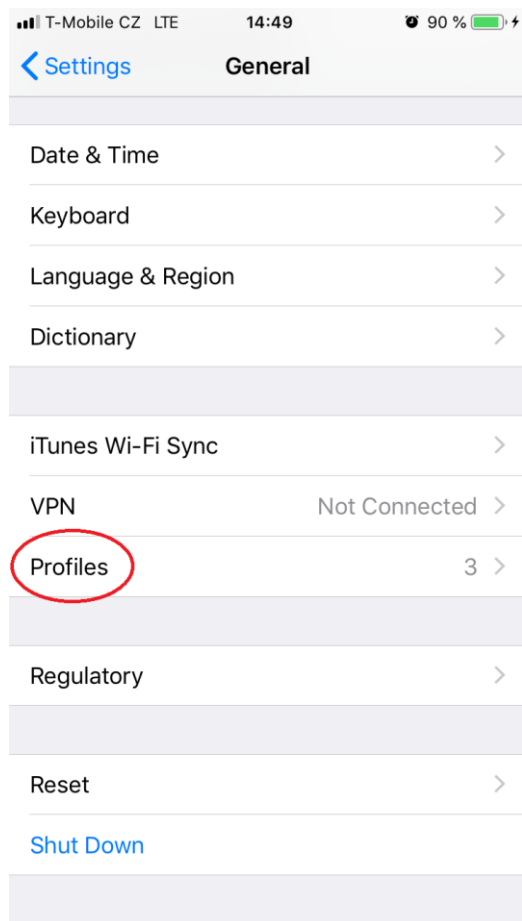 T-Mobile CZ LTE 14:49 90 %
Settings General
Date & Time
Keyboard
Language & Region
Dictionary
iTunes Wi-Fi Sync
VPN Not Connected
Profiles 3
Regulatory
Reset
Shut Down